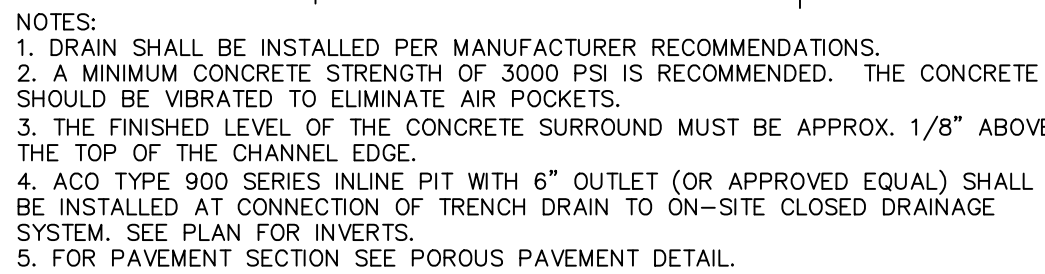 NOTES:
1. DRAIN SHALL BE INSTALLED PER MANUFACTURER RECOMMENDATIONS.
2. A MINIMUM CONCRETE STRENGTH OF 3000 PSI IS RECOMMENDED.  THE CONCRETE
SHOULD BE VIBRATED TO ELIMINATE AIR POCKETS.
3. THE FINISHED LEVEL OF THE CONCRETE SURROUND MUST BE APPROX. 1/8” ABOVE
THE TOP OF THE CHANNEL EDGE.
4. ACO TYPE 900 SERIES INLINE PIT WITH 6” OUTLET (OR APPROVED EQUAL) SHALL
BE INSTALLED AT CONNECTION OF TRENCH DRAIN TO ON–SITE CLOSED DRAINAGE
SYSTEM. SEE PLAN FOR INVERTS.
5. FOR PAVEMENT SECTION SEE POROUS PAVEMENT DETAIL.